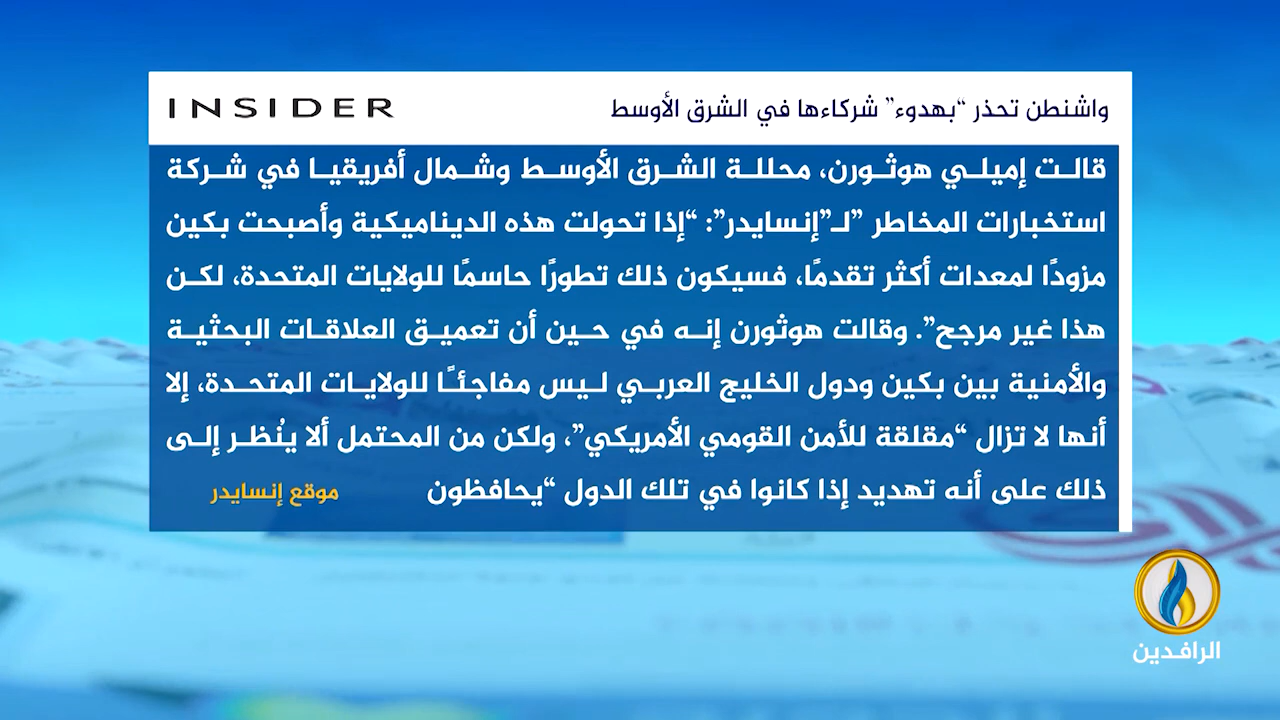 INSIDER
واشنطن تحذر “بهدوء” شركاءها في الشرق الأوسط
قالت إميلي هوثورن، محللة الشرق الأوسط وشمال أفريقيا في شركة
استخبارات المخاطر ”لـ”إنسايدر”: “إذا تحولت هذه الديناميكية وأصبحت بكين
مزودًا لمعدات أكثر تقدمًا، فسيكون ذلك تطورًا حاسمًا للولايات المتحدة، لكن
هذا غير مرجح”. وقالت هوثورن إنه في حين أن تعميق العلاقات البحثية
والأمنية بين بكين ودول الخليج العربي ليس مفاجئًا للولايات المتحدة، إلا
أنها لا تزال “مقلقة للأمن القومي الأمريكي”، ولكن من المحتمل ألا يُنظر إلى
ذلك على أنه تهديد إذا كانوا في تلك الدول “يحافظون
موقع إنسايدر
الرافدين